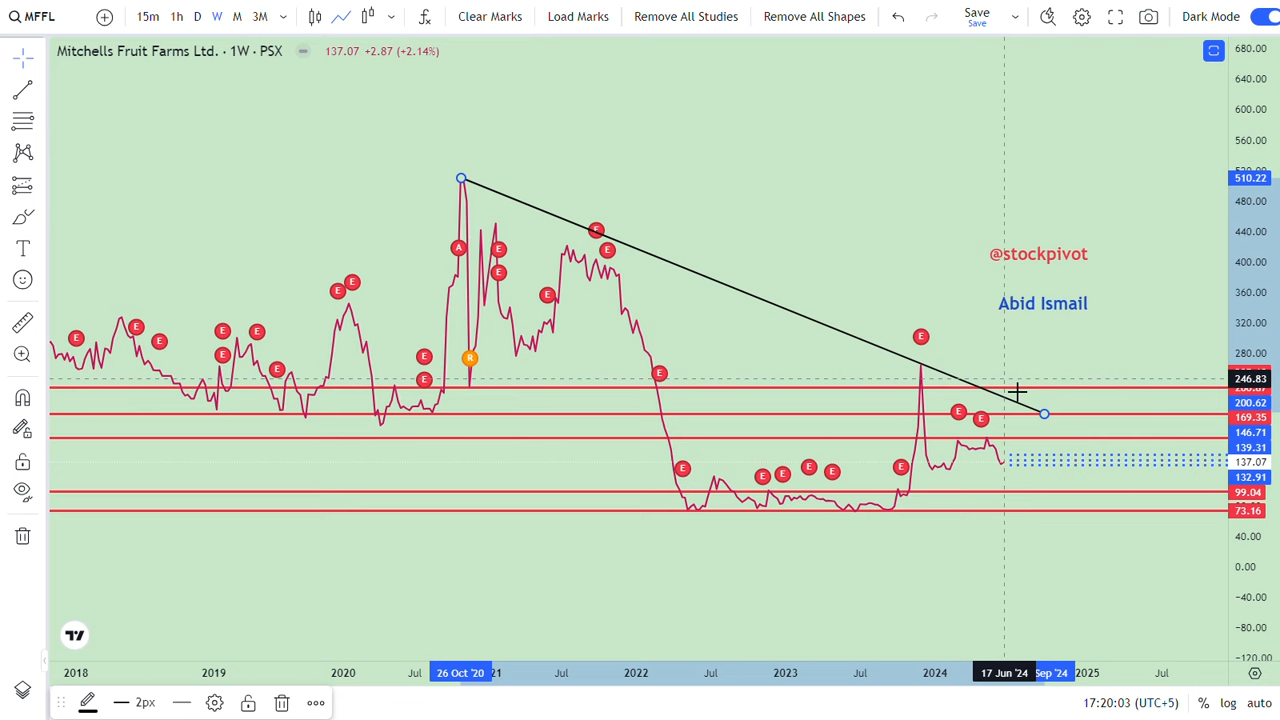 MFFL 15m 1h D W M 3M Clear Marks Load Marks Remove All Studies Remove All Shapes Save Dark Mode
Save
Mitchells Fruit Farms Ltd. · 1W · PSX 137.07 +2.87 (+2.14%)
680.00
640.00
600.00
560.00
510.22
480.00
440.00
400.00
360.00
320.00
280.00
246.83
200.62
169.35
146.71
139.31
137.07
132.91
99.04
73.16
40.00
0.00
-40.00
-80.00
-120.00
@stockpivot
Abid Ismail
A
R
E E E E E E E E E E E E E E E E E E E E E E E E E
2018 2019 2020 Jul 26 Oct '20 21 Jul 2022 Jul 2023 Jul 2024 17 Jun '24 Sep '24 2025 Jul
2px 17:20:03 (UTC+5) % log auto